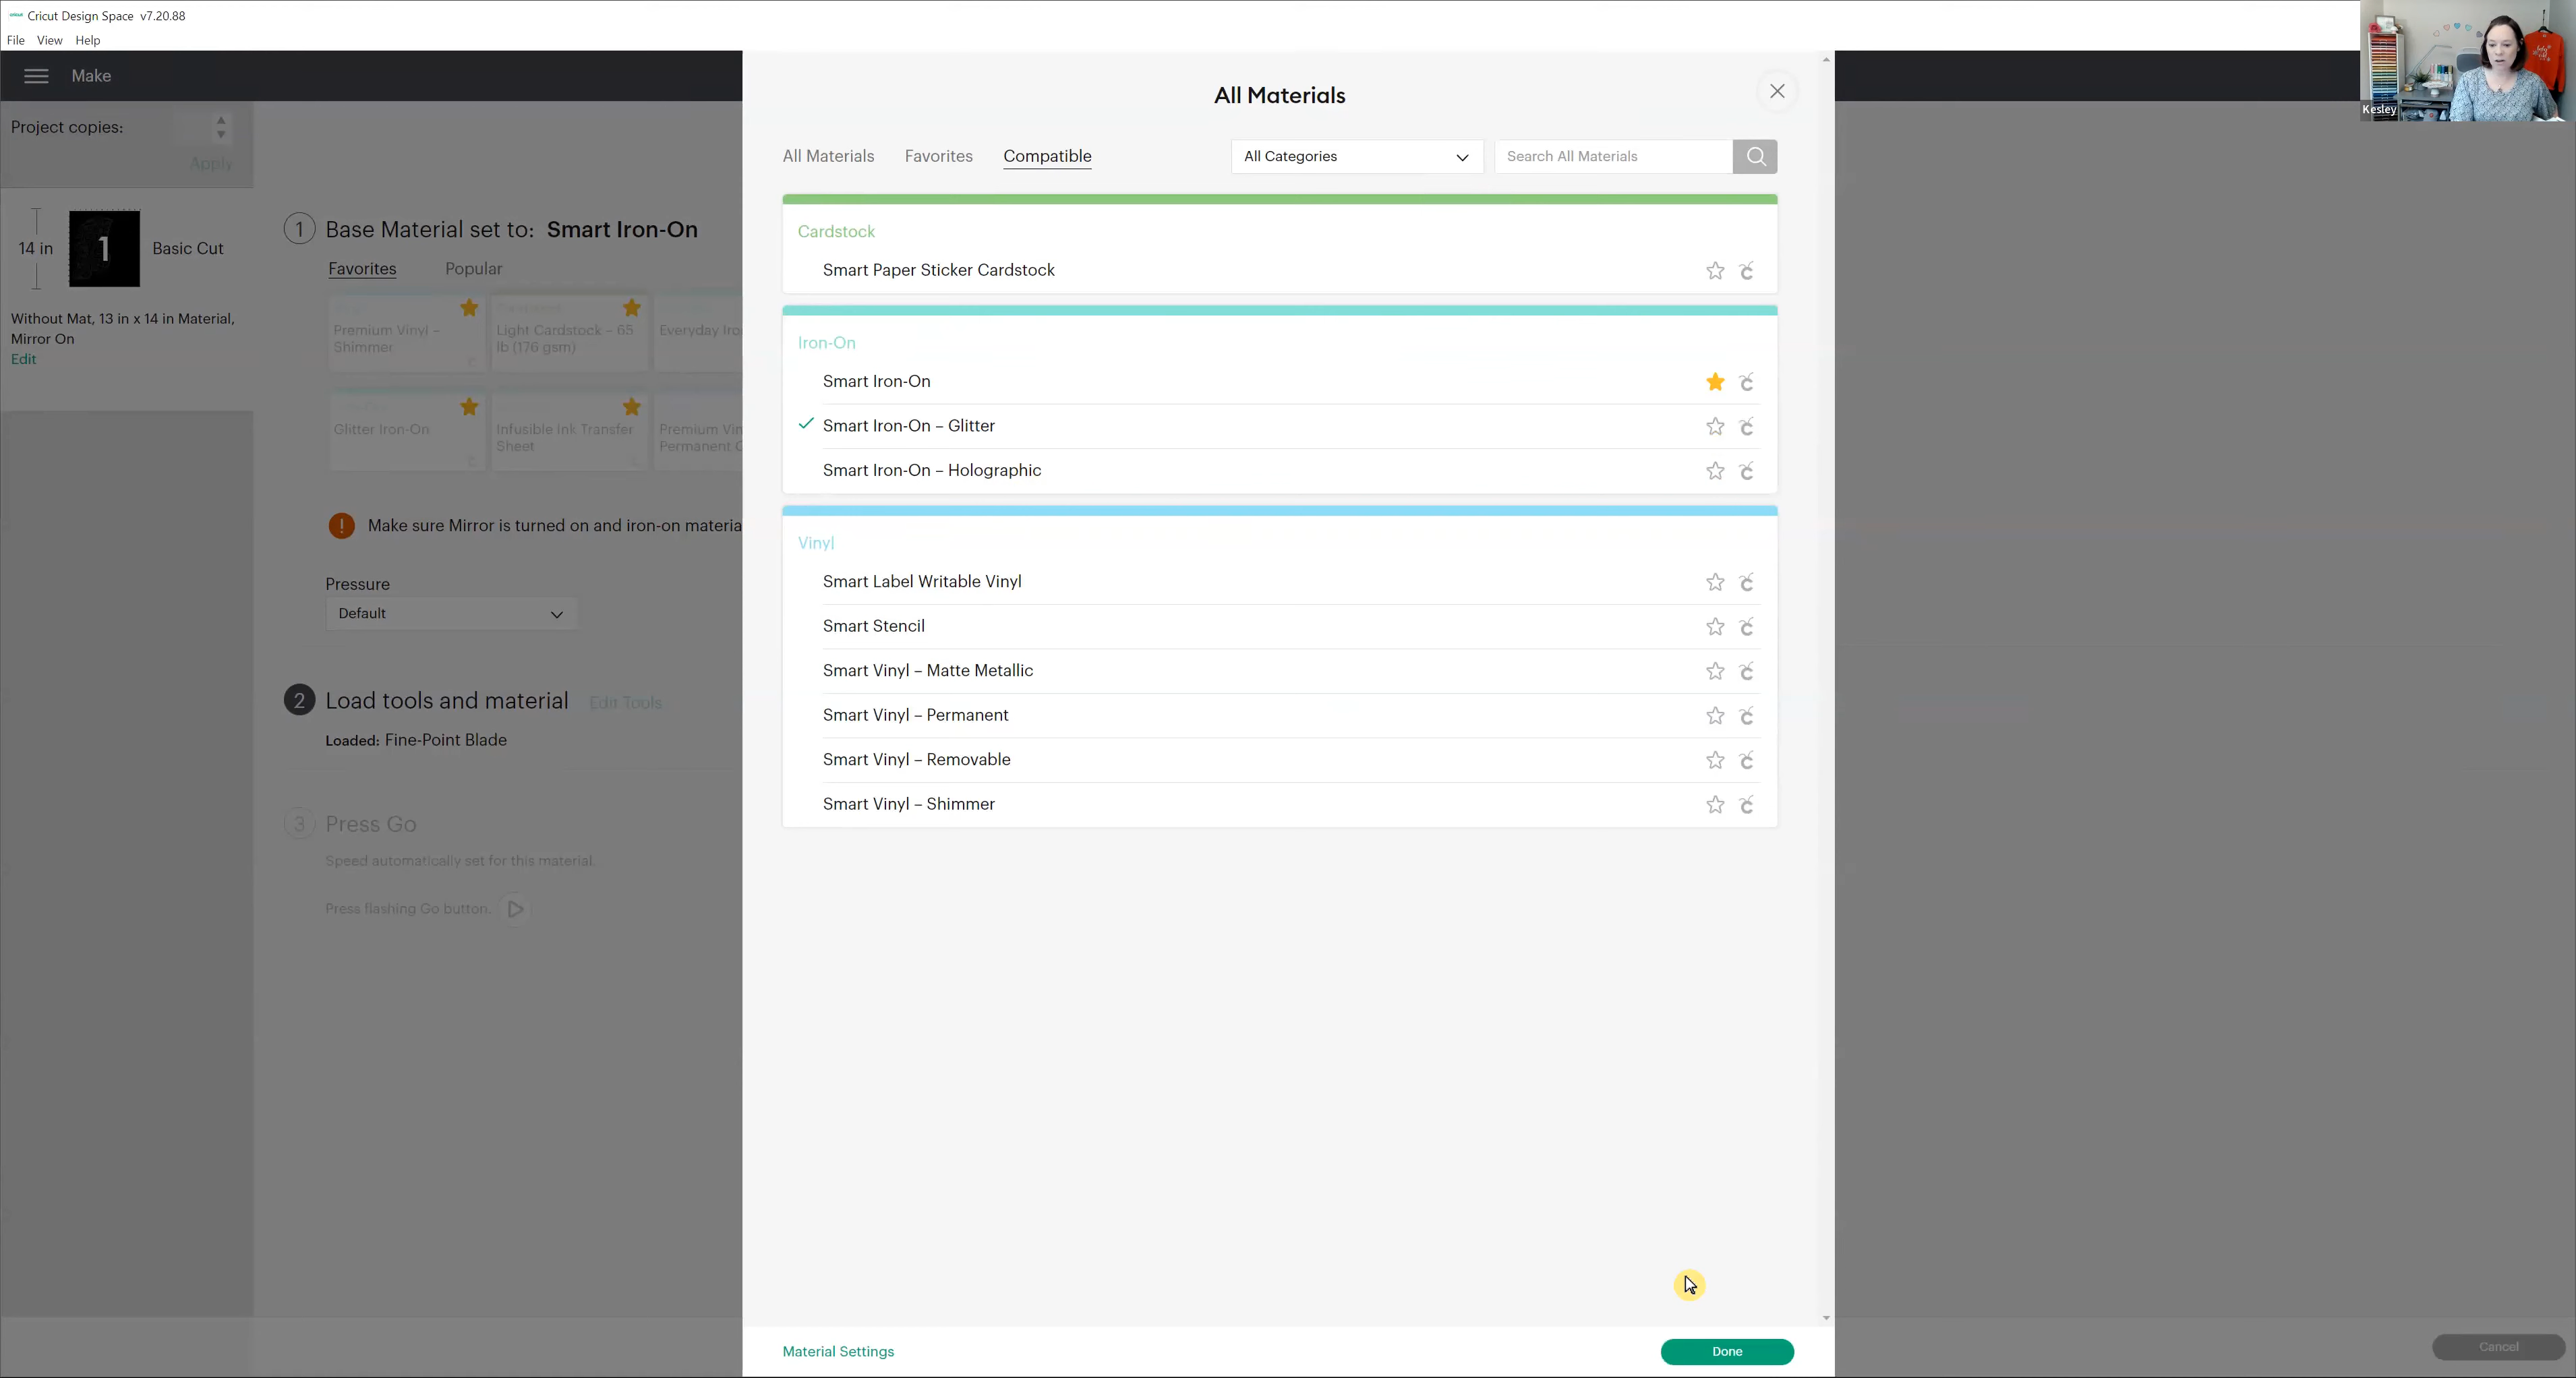 Cricut Design Space v7.20.88
File View Help
Make
Project copies:
Apply
14 in
1
Basic Cut
Without Mat, 13 in x 14 in Material,
Mirror On
Edit
1 Base Material set to: Smart Iron-On
Favorites Popular
Premium Vinyl –
Shimmer
Light Cardstock – 65
lb (176 gsm)
Everyday Iro
Glitter Iron-On
Infusible Ink Transfer
Sheet
Premium Vin
Permanent
! Make sure Mirror is turned on and iron-on materia
Pressure
Default
2 Load tools and material Edit Tools
Loaded: Fine-Point Blade
3 Press Go
Speed automatically set for this material.
Press flashing Go button.
All Materials
All Materials Favorites Compatible
All Categories
Search All Materials
Cardstock
Smart Paper Sticker Cardstock
Iron-On
Smart Iron-On
Smart Iron-On – Glitter
Smart Iron-On – Holographic
Vinyl
Smart Label Writable Vinyl
Smart Stencil
Smart Vinyl – Matte Metallic
Smart Vinyl – Permanent
Smart Vinyl – Removable
Smart Vinyl – Shimmer
Material Settings
Done
Cancel
Kesley